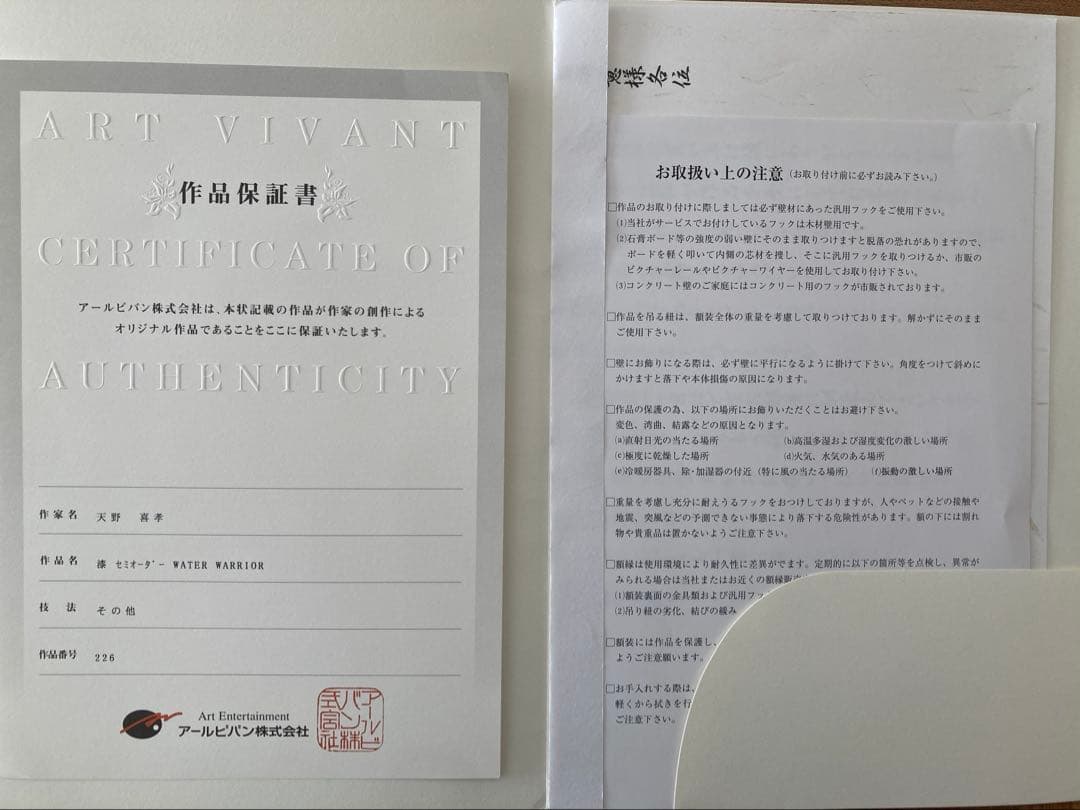 ART VIVANT
作品保証書
CERTIFICATE OF
アールビバン株式会社は、本状記載の作品が作家の創作による
オリジナル作品であることをここに保証いたします。
AUTHENTICITY
作家名 天野 喜孝
作品名 漆 ｾﾐｵｰﾀﾞｰ WATER WARRIOR
技法 その他
作品番号 226
Art Entertainment
アールビバン株式会社
アールビ
バン株
式会社
様各位
お取扱い上の注意（お取り付け前に必ずお読み下さい。）
□作品のお取り付けに際しましては必ず壁材にあった汎用フックをご使用下さい。
⑴当社がサービスでお付けしているフックは木材壁用です。
⑵石膏ボード等の強度の弱い壁にそのまま取りつけますと脱落の恐れがありますので、
ボードを軽く叩いて内側の芯材を捜し、そこに汎用フックを取りつけるか、市販の
ピクチャーレールやピクチャーワイヤーを使用してお取り付け下さい。
⑶コンクリート壁のご家庭にはコンクリート用のフックが市販されております。
□作品を吊る紐は、額装全体の重量を考慮して取りつけております。解かずにそのまま
ご使用下さい。
□壁にお飾りになる際は、必ず壁に平行になるように掛けて下さい。角度をつけて斜めに
かけますと落下や本体損傷の原因になります。
□作品の保護の為、以下の場所にお飾りいただくことはお避け下さい。
変色、湾曲、結露などの原因となります。
⒜直射日光の当たる場所 ⒝高温多湿および湿度変化の激しい場所
⒞極度に乾燥した場所 ⒟火気、水気のある場所
⒠冷暖房器具、除・加湿器の付近（特に風の当たる場所） ⒡振動の激しい場所
□重量を考慮し充分に耐えうるフックをおつけしておりますが、人やペットなどの接触や
地震、突風などの予測できない事態により落下する危険性があります。額の下には割れ
物や貴重品は置かないようご注意下さい。
□額縁は使用環境により耐久性に差異がでます。定期的に以下の箇所等を点検し、異常が
みられる場合は当社またはお近くの額縁販
⑴額装裏面の金具類および汎用フッ
⑵吊り紐の劣化、結びの緩み
□額装には作品を保護し、
ようご注意願います。
□お手入れする際は、
軽くから拭きを行
ご注意下さい。